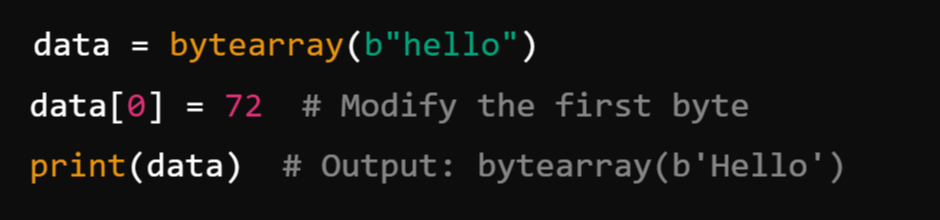 data = bytearray(b"hello")
data[0] = 72  # Modify the first byte
print(data)  # Output: bytearray(b'Hello')